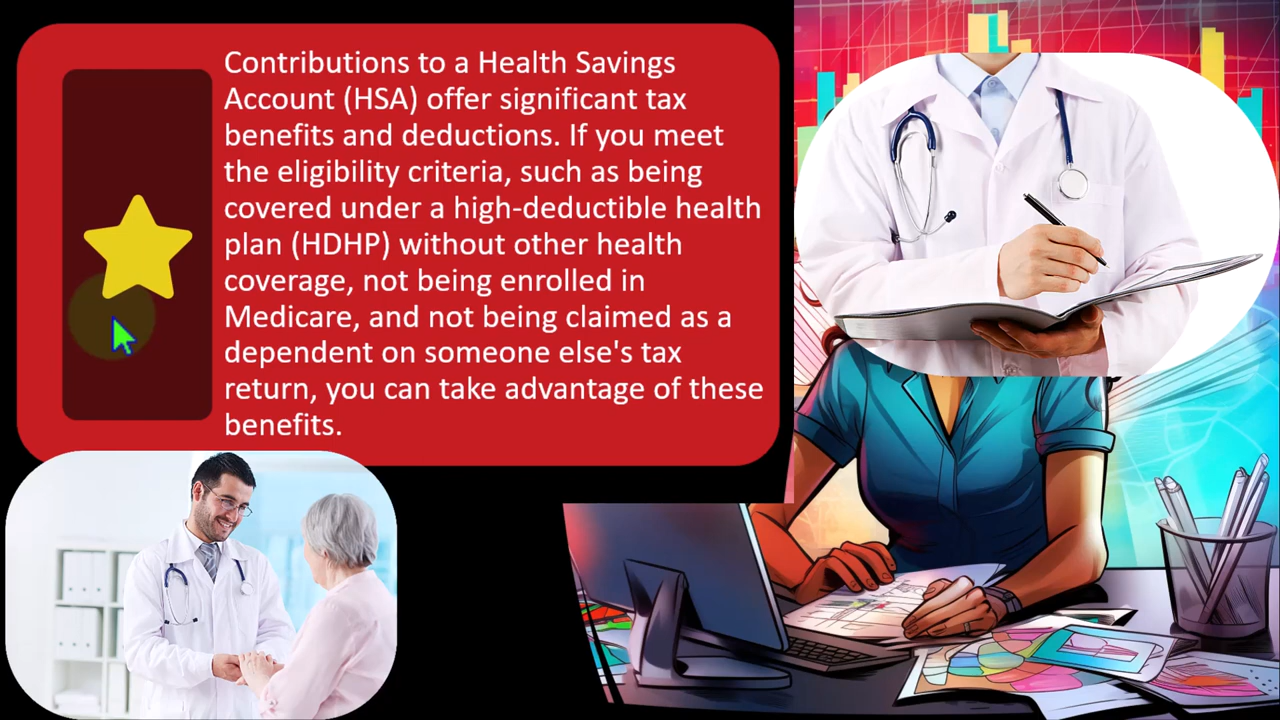 Contributions to a Health Savings
Account (HSA) offer significant tax
benefits and deductions. If you meet
the eligibility criteria, such as being
covered under a high-deductible health
plan (HDHP) without other health
coverage, not being enrolled in
Medicare, and not being claimed as a
dependent on someone else's tax
return, you can take advantage of these
benefits.